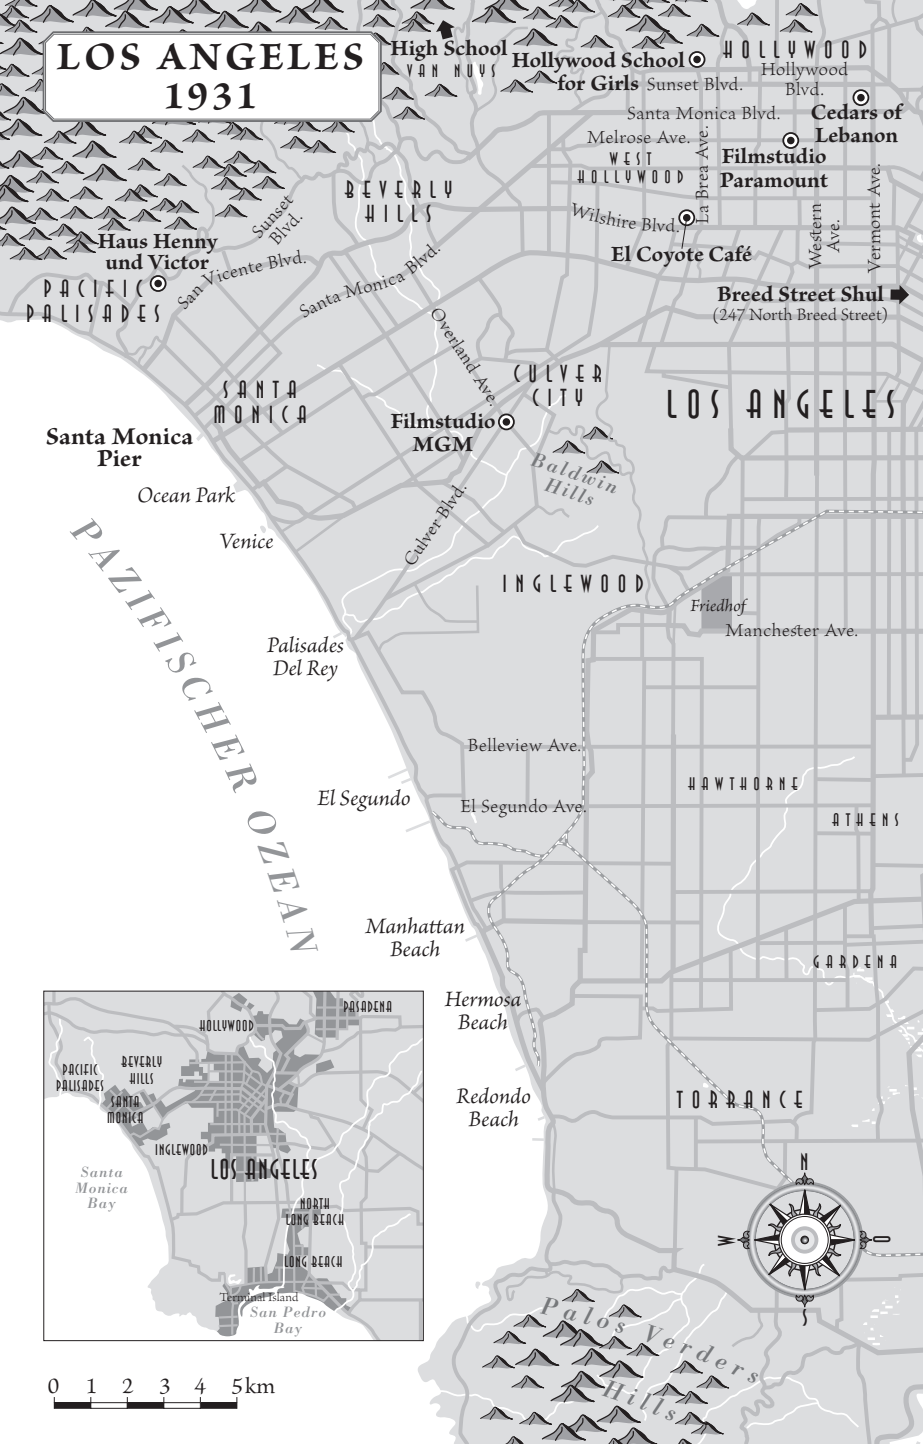 LOS ANGELES
1931
High School
VAN NUYS
Hollywood School
for Girls
HOLLYWOOD
Hollywood
Blvd.
Sunset Blvd.
Santa Monica Blvd.
Cedars of
Lebanon
Melrose Ave.
Filmstudio
Paramount
WEST
HOLLYWOOD
La Brea Ave.
BEVERLY
HILLS
Sunset
Blvd.
Wilshire Blvd.
El Coyote Café
Western
Ave.
Vermont Ave.
Haus Henny
und Victor
San Vicente Blvd.
Santa Monica Blvd.
PACIFIC
PALISADES
Breed Street Shul
(247 North Breed Street)
Overland Ave.
CULVER
CITY
SANTA
MONICA
LOS ANGELES
Filmstudio
MGM
Santa Monica
Pier
Baldwin
Hills
Ocean Park
Culver Blvd.
Venice
PAZIFISCHER OZEAN
INGLEWOOD
Friedhof
Manchester Ave.
Palisades
Del Rey
Belleview Ave.
El Segundo
El Segundo Ave.
HAWTHORNE
ATHENS
Manhattan
Beach
GARDENA
Hermosa
Beach
Redondo
Beach
TORRANCE
PASADENA
HOLLYWOOD
BEVERLY
HILLS
PACIFIC
PALISADES
SANTA
MONICA
INGLEWOOD
LOS ANGELES
Santa
Monica
Bay
NORTH
LONG BEACH
LONG BEACH
Terminal Island
San Pedro
Bay
N
W
O
S
Palos Verders
Hills
0 1 2 3 4 5 km